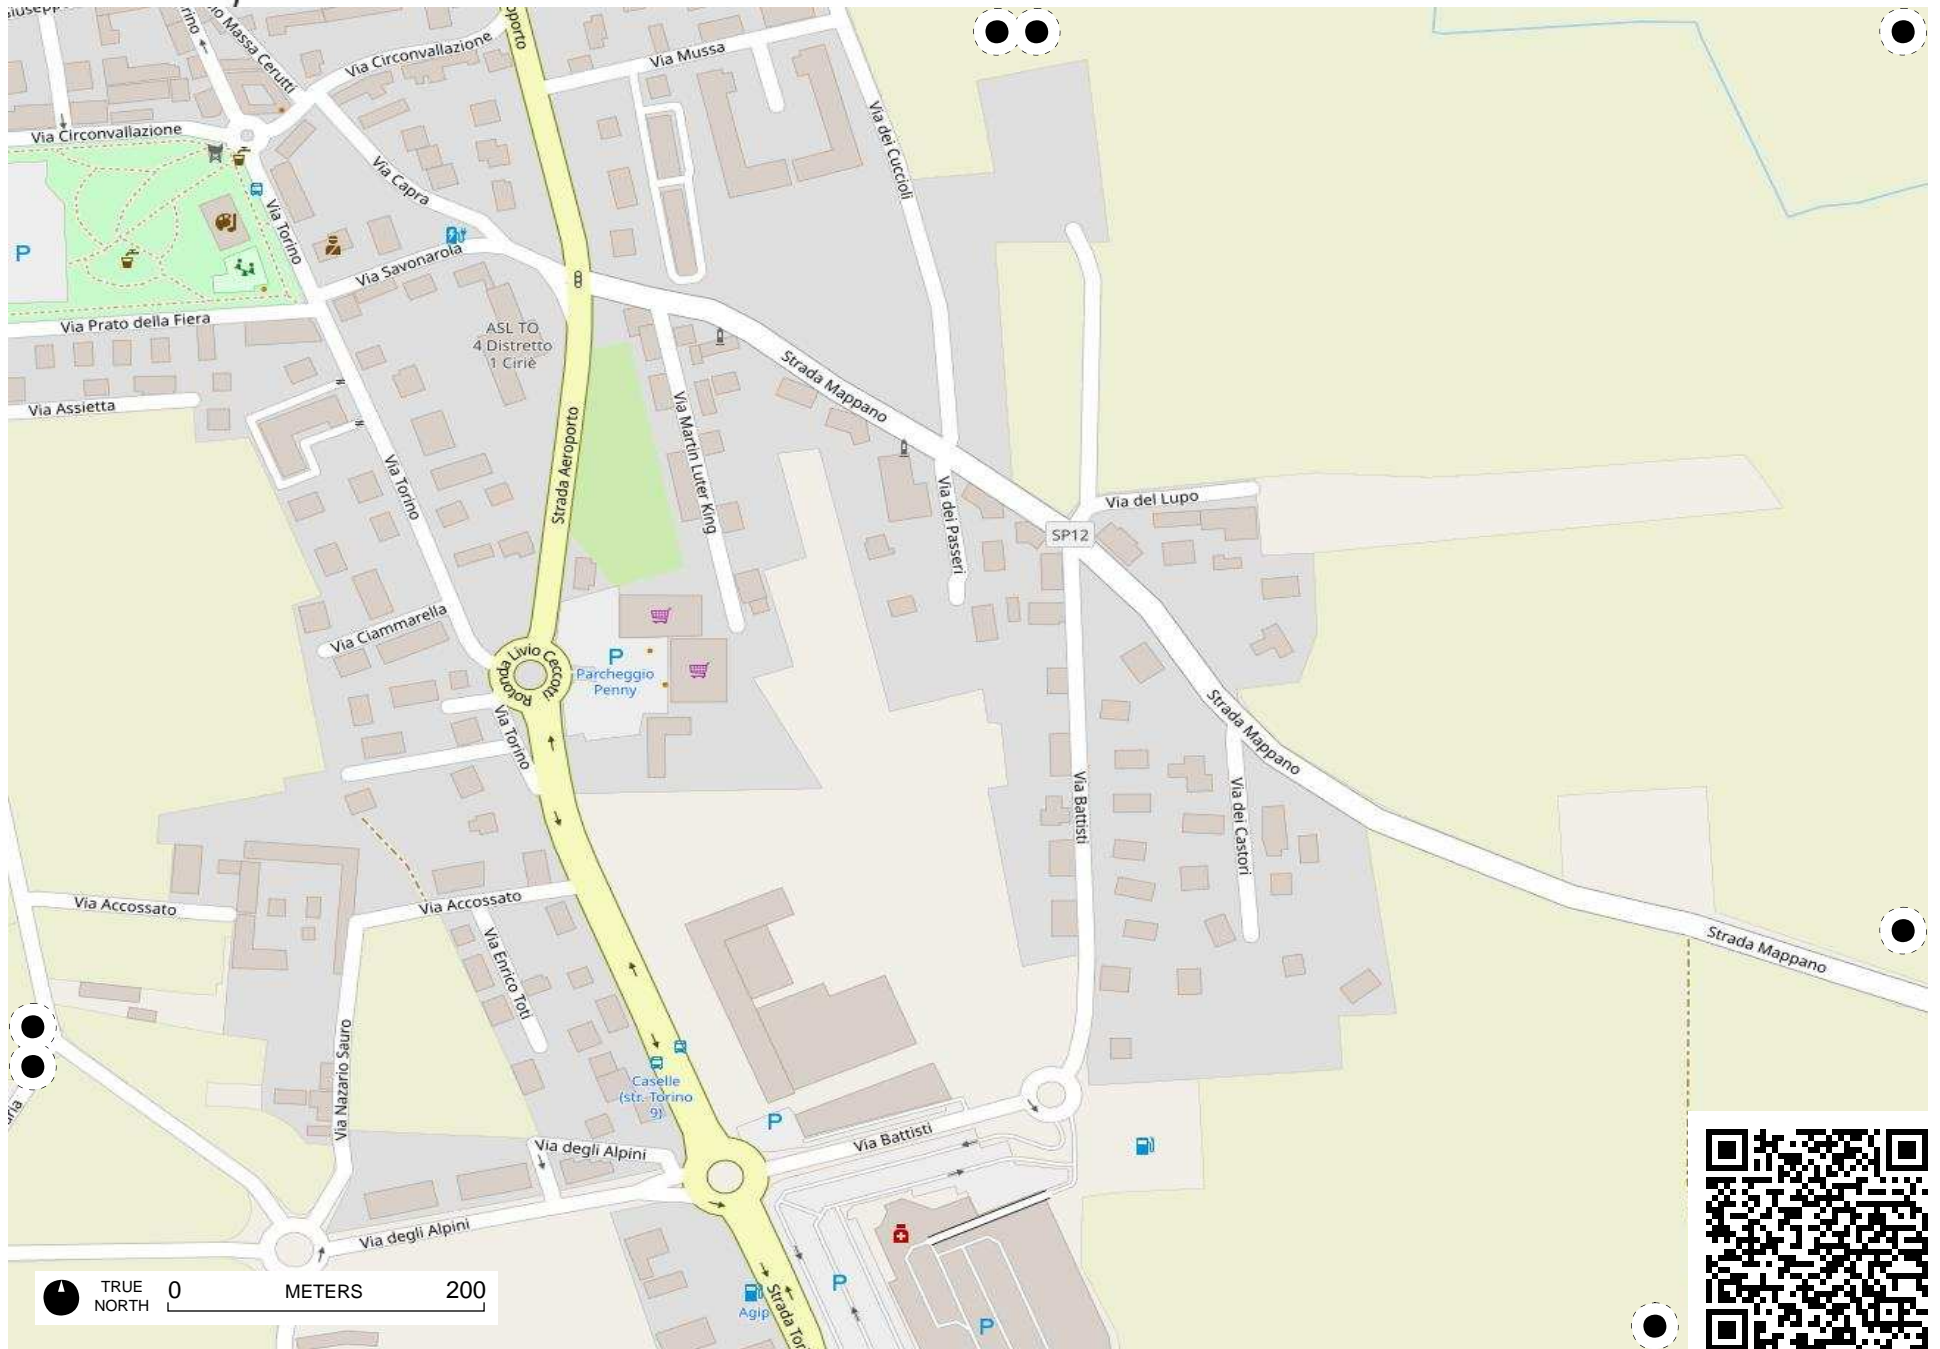 Via Circonvallazione
Via Mussa
Massa Cerutti
Via Circonvallazione
Via dei Cuccioli
Via Capra
Via Torino
P
Via Savonarola
Via Prato della Fiera
ASL TO
4 Distretto
1 Ciriè
Strada Mappano
Via Assietta
Via Martin Luter King
Strada Aeroporto
Via Torino
Via dei Passeri
Via del Lupo
SP12
Via Ciammarella
Rotonda Livio Ceccotti
P
Parcheggio
Penny
Via Torino
Strada Mappano
Via Battisti
Via dei Castori
Via Accossato
Via Accossato
Via Enrico Toti
Strada Mappano
Via Nazario Sauro
Caselle
(str. Torino
9)
P
Via Battisti
Via degli Alpini
Via degli Alpini
P
Agip
Strada Tor
P
TRUE
NORTH
0 METERS 200